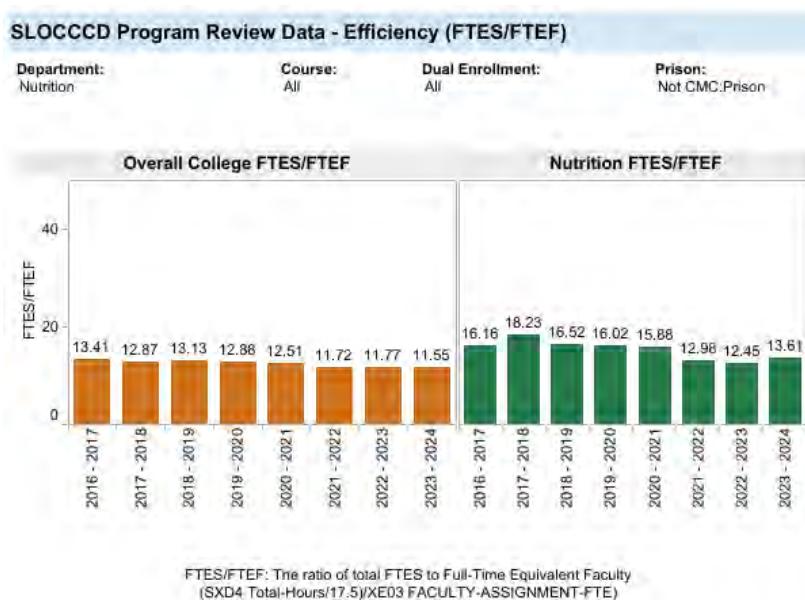 SLOCCCD Program Review Data - Efficiency (FTES/FTEF)
Department: Course: Dual Enrollment: Prison:
Nutrition All All Not CMC:Prison
Overall College FTES/FTEF Nutrition FTES/FTEF
FTES/FTEF
40
20
0
13.41 12.87 13.13 12.88 12.51 11.72 11.77 11.55
16.16 18.23 16.52 16.02 15.88 12.98 12.45 13.61
2016 - 2017 2017 - 2018 2018 - 2019 2019 - 2020 2020 - 2021 2021 - 2022 2022 - 2023 2023 - 2024
2016 - 2017 2017 - 2018 2018 - 2019 2019 - 2020 2020 - 2021 2021 - 2022 2022 - 2023 2023 - 2024
FTES/FTEF: The ratio of total FTES to Full-Time Equivalent Faculty
(SXD4 Total-Hours/17.5)/XE03 FACULTY-ASSIGNMENT-FTE)